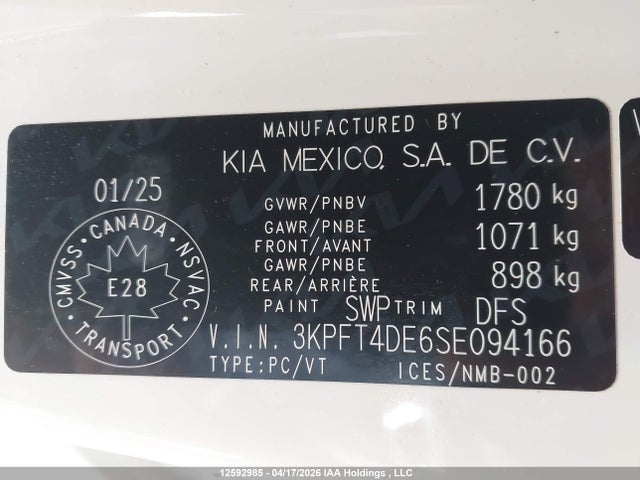 MANUFACTURED BY
KIA MEXICO, S.A. DE C.V.
01/25
GVWR/PNBV 1780 kg
GAWR/PNBE
FRONT/AVANT 1071 kg
GAWR/PNBE
REAR/ARRIÈRE 898 kg
PAINT SWP TRIM DFS
V.I.N. 3KPFT4DE6SE094166
TYPE:PC/VT ICES/NMB-002
CMVSS · CANADA · NSVAC
E28
· TRANSPORT ·
12592985 - 04/17/2026 IAA Holdings , LLC